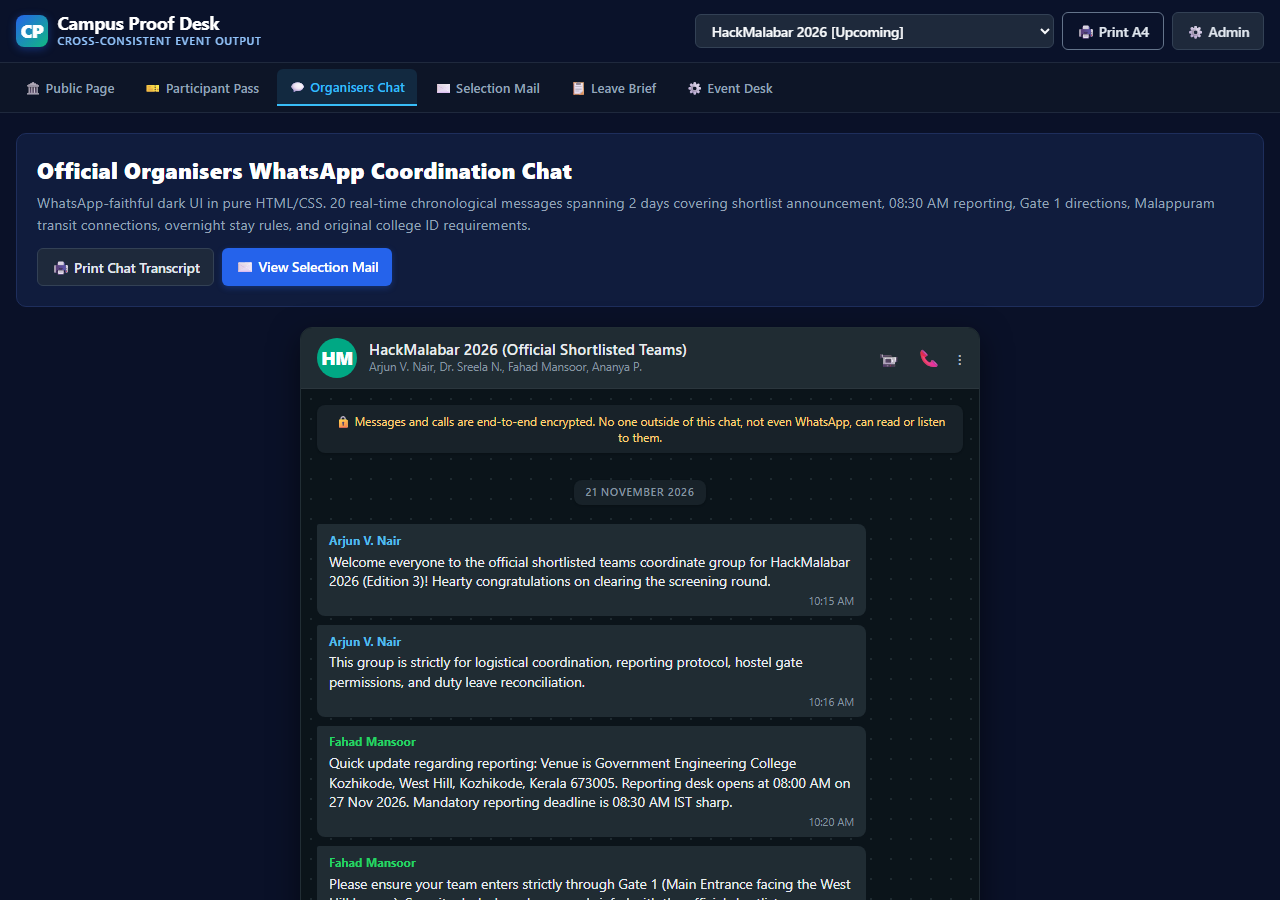 CP
Campus Proof Desk
CROSS-CONSISTENT EVENT OUTPUT
HackMalabar 2026 [Upcoming]
Print A4
Admin
Public Page
Participant Pass
Organisers Chat
Selection Mail
Leave Brief
Event Desk
Official Organisers WhatsApp Coordination Chat
WhatsApp-faithful dark UI in pure HTML/CSS. 20 real-time chronological messages spanning 2 days covering shortlist announcement, 08:30 AM reporting, Gate 1 directions, Malappuram
transit connections, overnight stay rules, and original college ID requirements.
Print Chat Transcript
View Selection Mail
HM
HackMalabar 2026 (Official Shortlisted Teams)
Arjun V. Nair, Dr. Sreela N., Fahad Mansoor, Ananya P.
Messages and calls are end-to-end encrypted. No one outside of this chat, not even WhatsApp, can read or listen
to them.
21 NOVEMBER 2026
Arjun V. Nair
Welcome everyone to the official shortlisted teams coordinate group for HackMalabar
2026 (Edition 3)! Hearty congratulations on clearing the screening round.
10:15 AM
Arjun V. Nair
This group is strictly for logistical coordination, reporting protocol, hostel gate
permissions, and duty leave reconciliation.
10:16 AM
Fahad Mansoor
Quick update regarding reporting: Venue is Government Engineering College
Kozhikode, West Hill, Kozhikode, Kerala 673005. Reporting desk opens at 08:00 AM on
27 Nov 2026. Mandatory reporting deadline is 08:30 AM IST sharp.
10:20 AM
Fahad Mansoor
Please ensure your team enters strictly through Gate 1 (Main Entrance facing the West